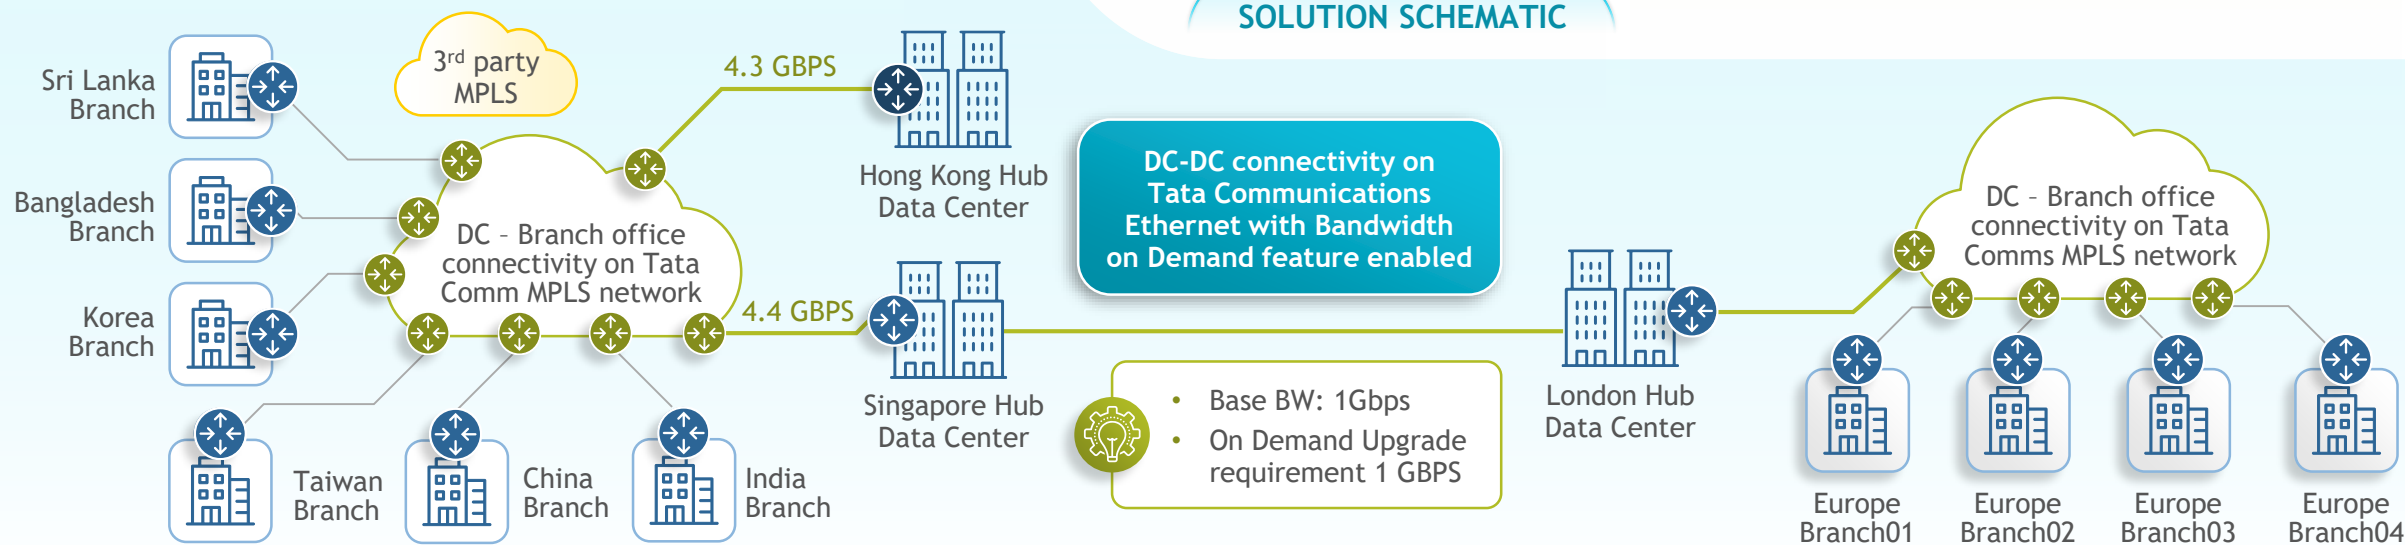 SOLUTION SCHEMATIC
Sri Lanka
Branch
3rd party
MPLS
4.3 GBPS
Hong Kong Hub
Data Center
Bangladesh
Branch
DC – Branch office
connectivity on Tata
Comm MPLS network
Korea
Branch
4.4 GBPS
Singapore Hub
Data Center
Taiwan
Branch
China
Branch
India
Branch
DC-DC connectivity on
Tata Communications
Ethernet with Bandwidth
on Demand feature enabled
• Base BW: 1Gbps
• On Demand Upgrade
requirement 1 GBPS
London Hub
Data Center
DC – Branch office
connectivity on Tata
Comms MPLS network
Europe
Branch01
Europe
Branch02
Europe
Branch03
Europe
Branch04